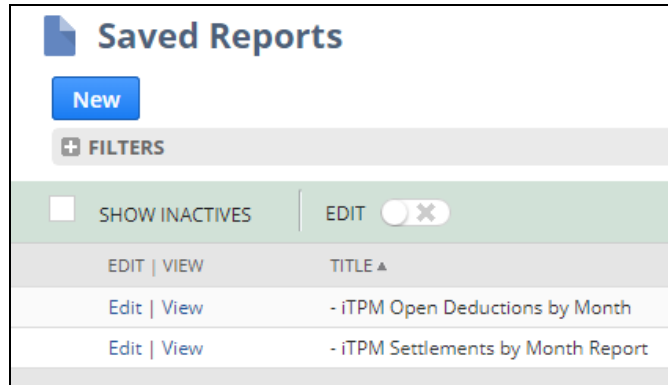 Saved Reports
New
FILTERS
SHOW INACTIVES EDIT
EDIT | VIEW TITLE ▲
Edit | View - iTPM Open Deductions by Month
Edit | View - iTPM Settlements by Month Report